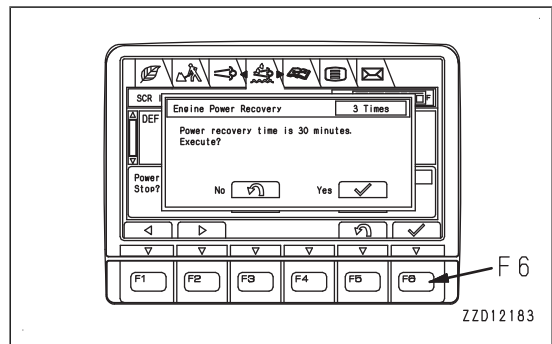 SCR I
F
Engine Power Recovery
3 Times
DEF
Power recovery time is 30 minutes.
Execute?
Power
Stop?
No
Yes
F1
F2
F3
F4
F5
F6
F 6
ZZD12183